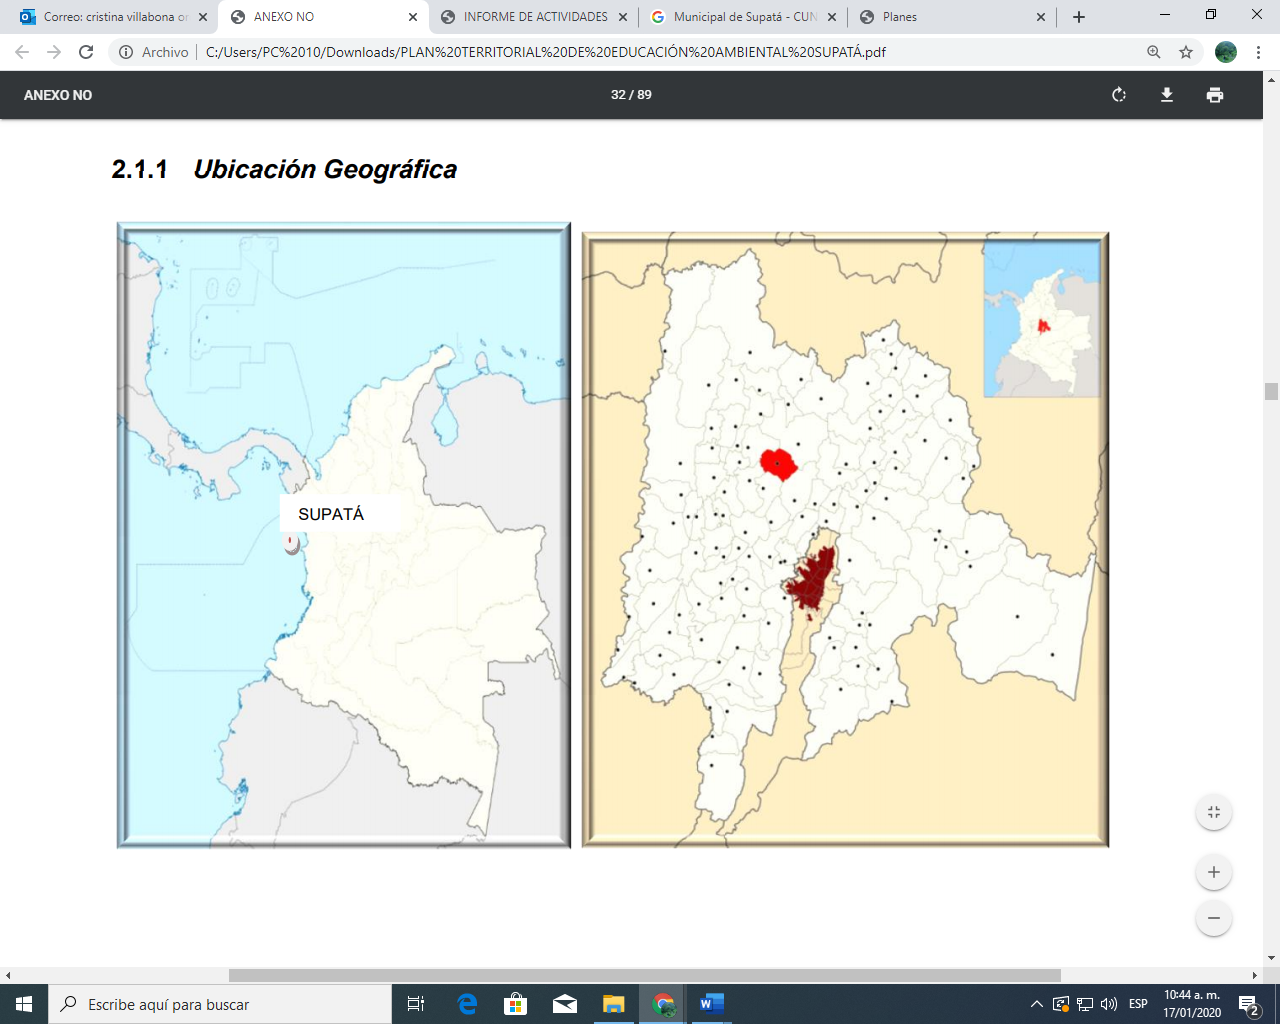 Correo: cristina villabona or
ANEXO NO
INFORME DE ACTIVIDADES
Municipal de Supatá - CUN
Planes
Archivo
C:/Users/PC%2010/Downloads/PLAN%20TERRITORIAL%20DE%20EDUCACIÓN%20AMBIENTAL%20SUPATÁ.pdf
ANEXO NO
32 / 89
2.1.1 Ubicación Geográfica
SUPATÁ
Escribe aquí para buscar
ESP
10:44 a. m.
17/01/2020
2